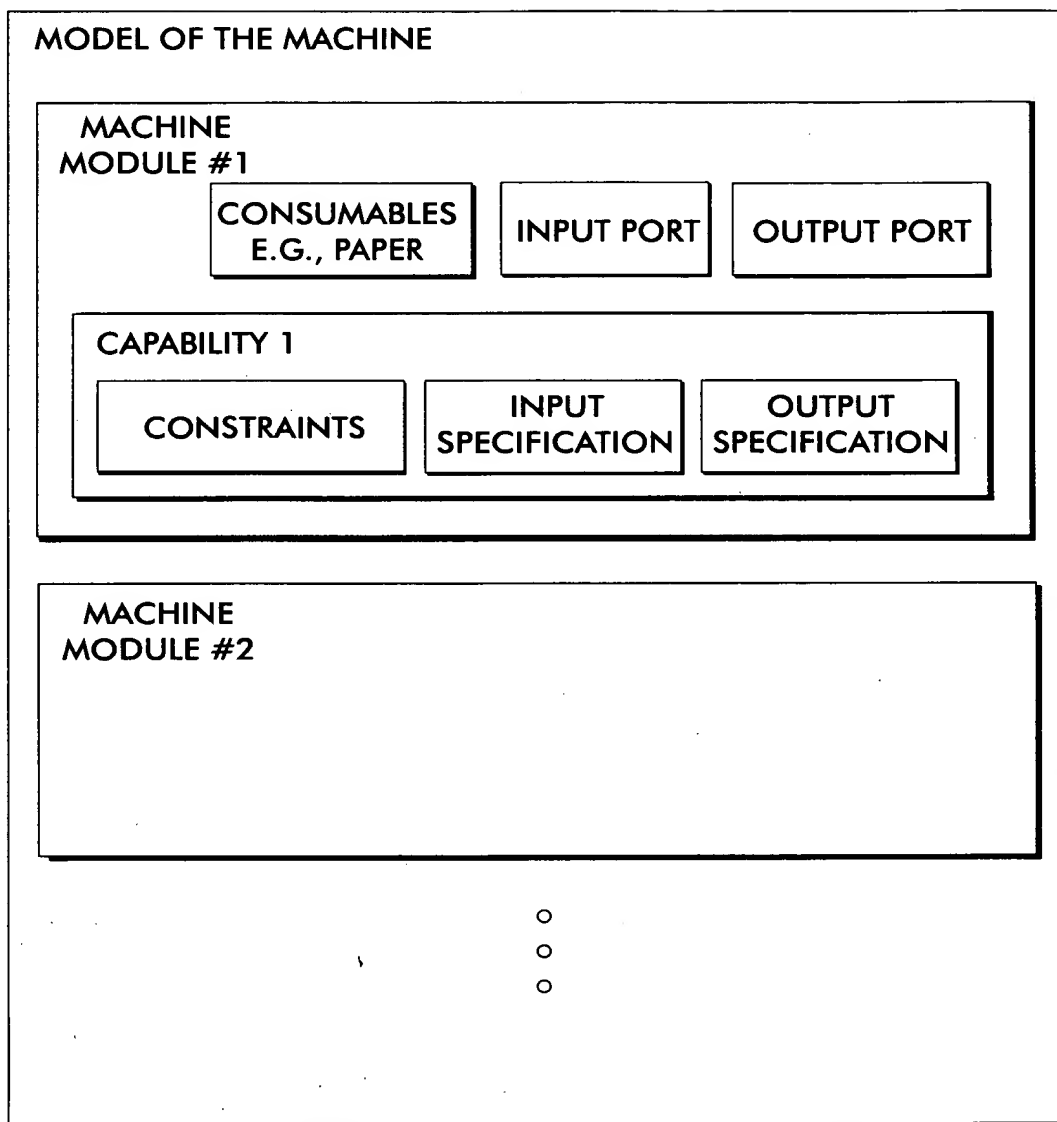 MODEL OF THE MACHINE
MACHINE
MODULE #1
CONSUMABLES
E.G., PAPER
INPUT PORT
OUTPUT PORT
CAPABILITY 1
CONSTRAINTS
INPUT
SPECIFICATION
OUTPUT
SPECIFICATION
MACHINE
MODULE #2